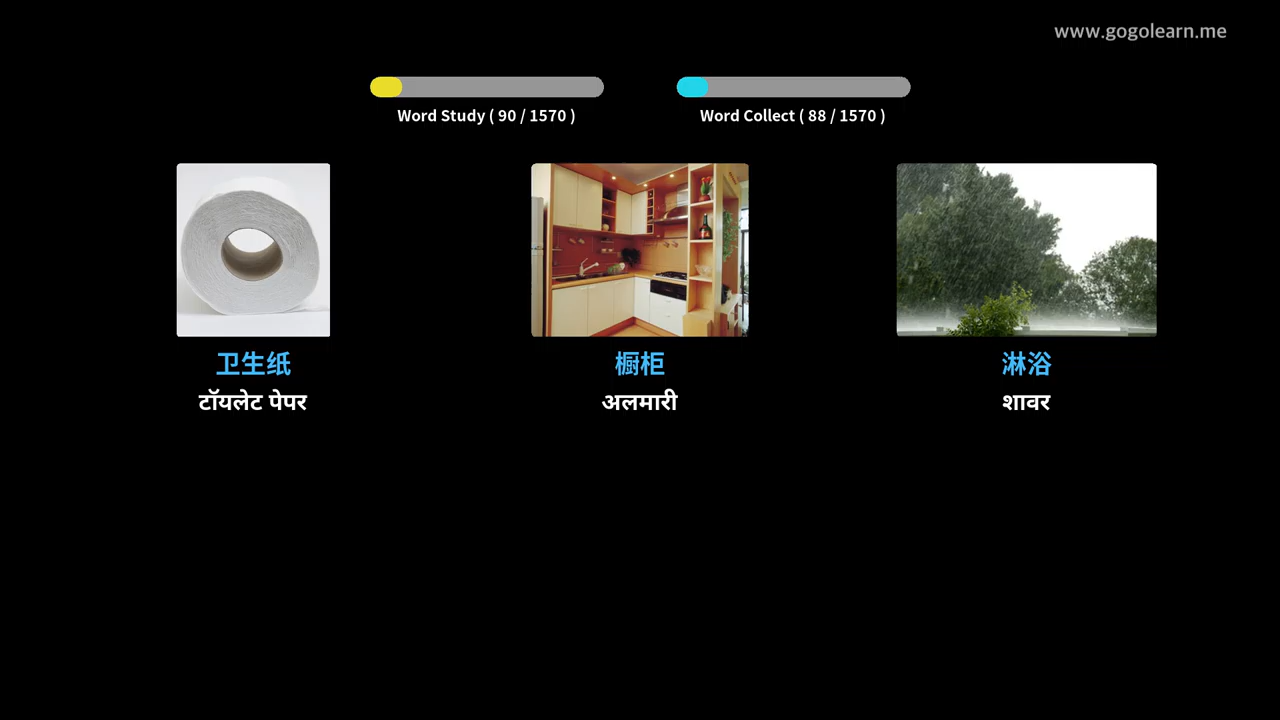 www.gogolearn.me
Word Study ( 90 / 1570 )
Word Collect ( 88 / 1570 )
卫生纸
橱柜
淋浴
टॉयलेट पेपर
अलमारी
शावर